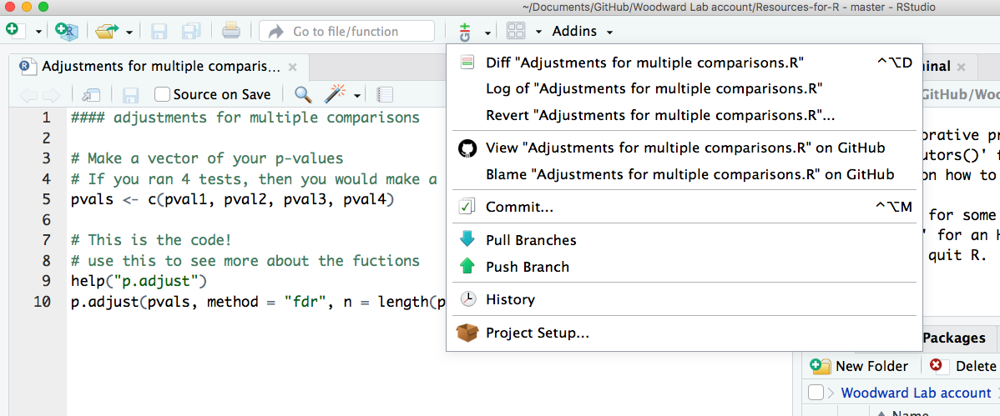 ~/Documents/GitHub/Woodward Lab account/Resources-for-R - master - RStudio
Go to file/function
Git
Addins
Adjustments for multiple comparis...
Source on Save
1 #### adjustments for multiple comparisons
2
3 # Make a vector of your p-values
4 # If you ran 4 tests, then you would make a
5 pvals <- c(pval1, pval2, pval3, pval4)
6
7 # This is the code!
8 # use this to see more about the fuctions
9 help("p.adjust")
10 p.adjust(pvals, method = "fdr", n = length(p
Diff "Adjustments for multiple comparisons.R" ^⌥D
Log of "Adjustments for multiple comparisons.R"
Revert "Adjustments for multiple comparisons.R"...
View "Adjustments for multiple comparisons.R" on GitHub
Blame "Adjustments for multiple comparisons.R" on GitHub
Commit... ^⌥M
Pull Branches
Push Branch
History
Project Setup...
inal
GitHub/Wo
orative pr
utors()' f
on how to
for some
' for an H
quit R.
Packages
New Folder
Delete
Woodward Lab account
Name